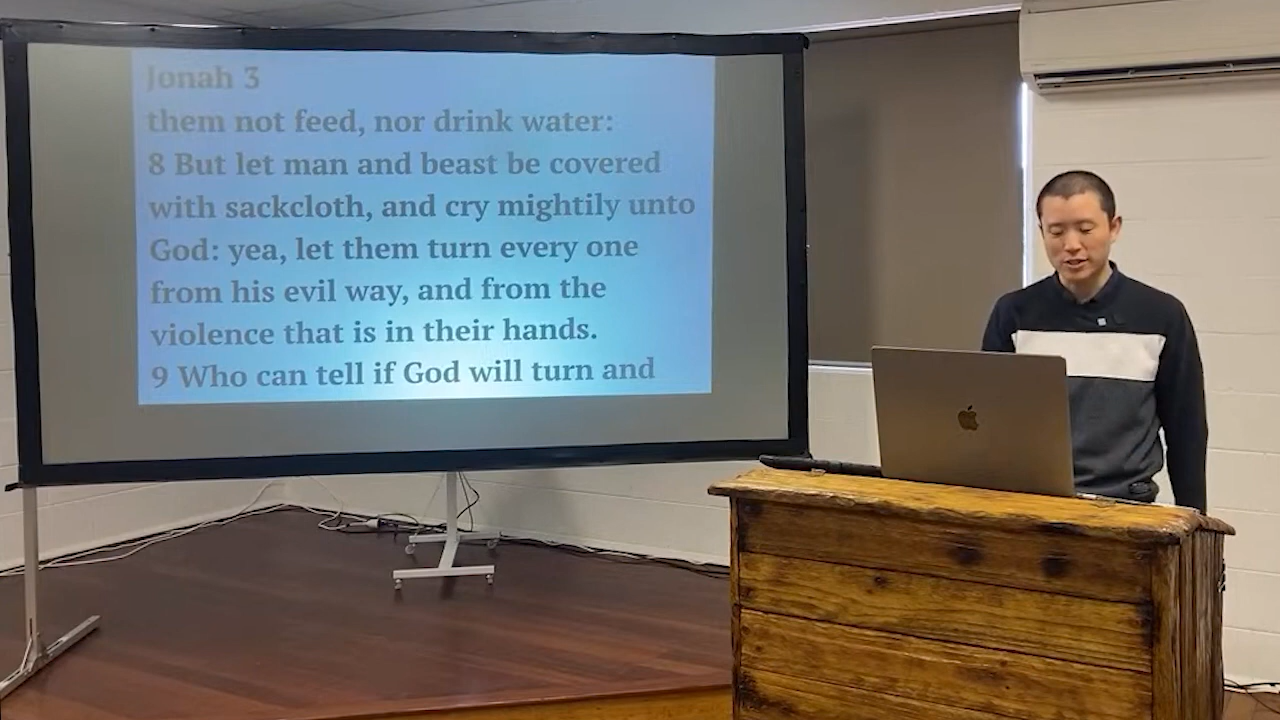 Jonah 3
them not feed, nor drink water:
8 But let man and beast be covered
with sackcloth, and cry mightily unto
God: yea, let them turn every one
from his evil way, and from the
violence that is in their hands.
9 Who can tell if God will turn and